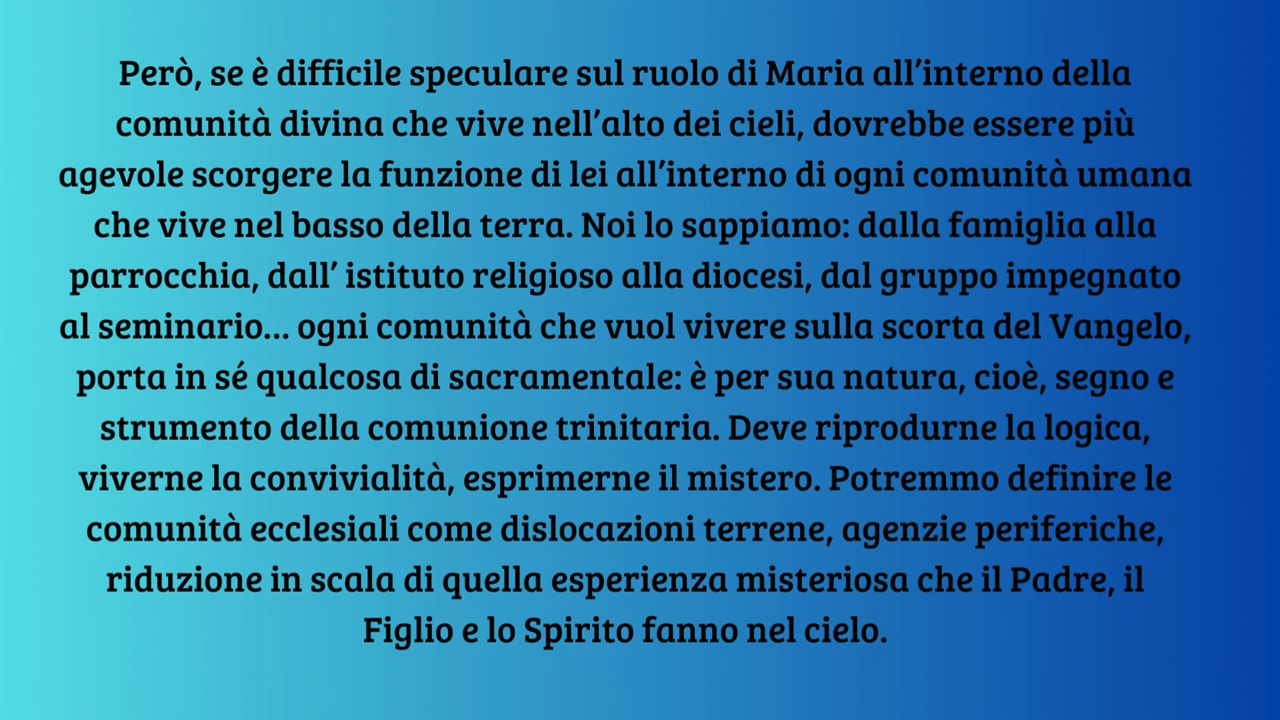 Però, se è difficile speculare sul ruolo di Maria all’interno della
comunità divina che vive nell’alto dei cieli, dovrebbe essere più
agevole scorgere la funzione di lei all’interno di ogni comunità umana
che vive nel basso della terra. Noi lo sappiamo: dalla famiglia alla
parrocchia, dall’ istituto religioso alla diocesi, dal gruppo impegnato
al seminario... ogni comunità che vuol vivere sulla scorta del Vangelo,
porta in sé qualcosa di sacramentale: è per sua natura, cioè, segno e
strumento della comunione trinitaria. Deve riprodurne la logica,
viverne la convivialità, esprimerne il mistero. Potremmo definire le
comunità ecclesiali come dislocazioni terrene, agenzie periferiche,
riduzione in scala di quella esperienza misteriosa che il Padre, il
Figlio e lo Spirito fanno nel cielo.